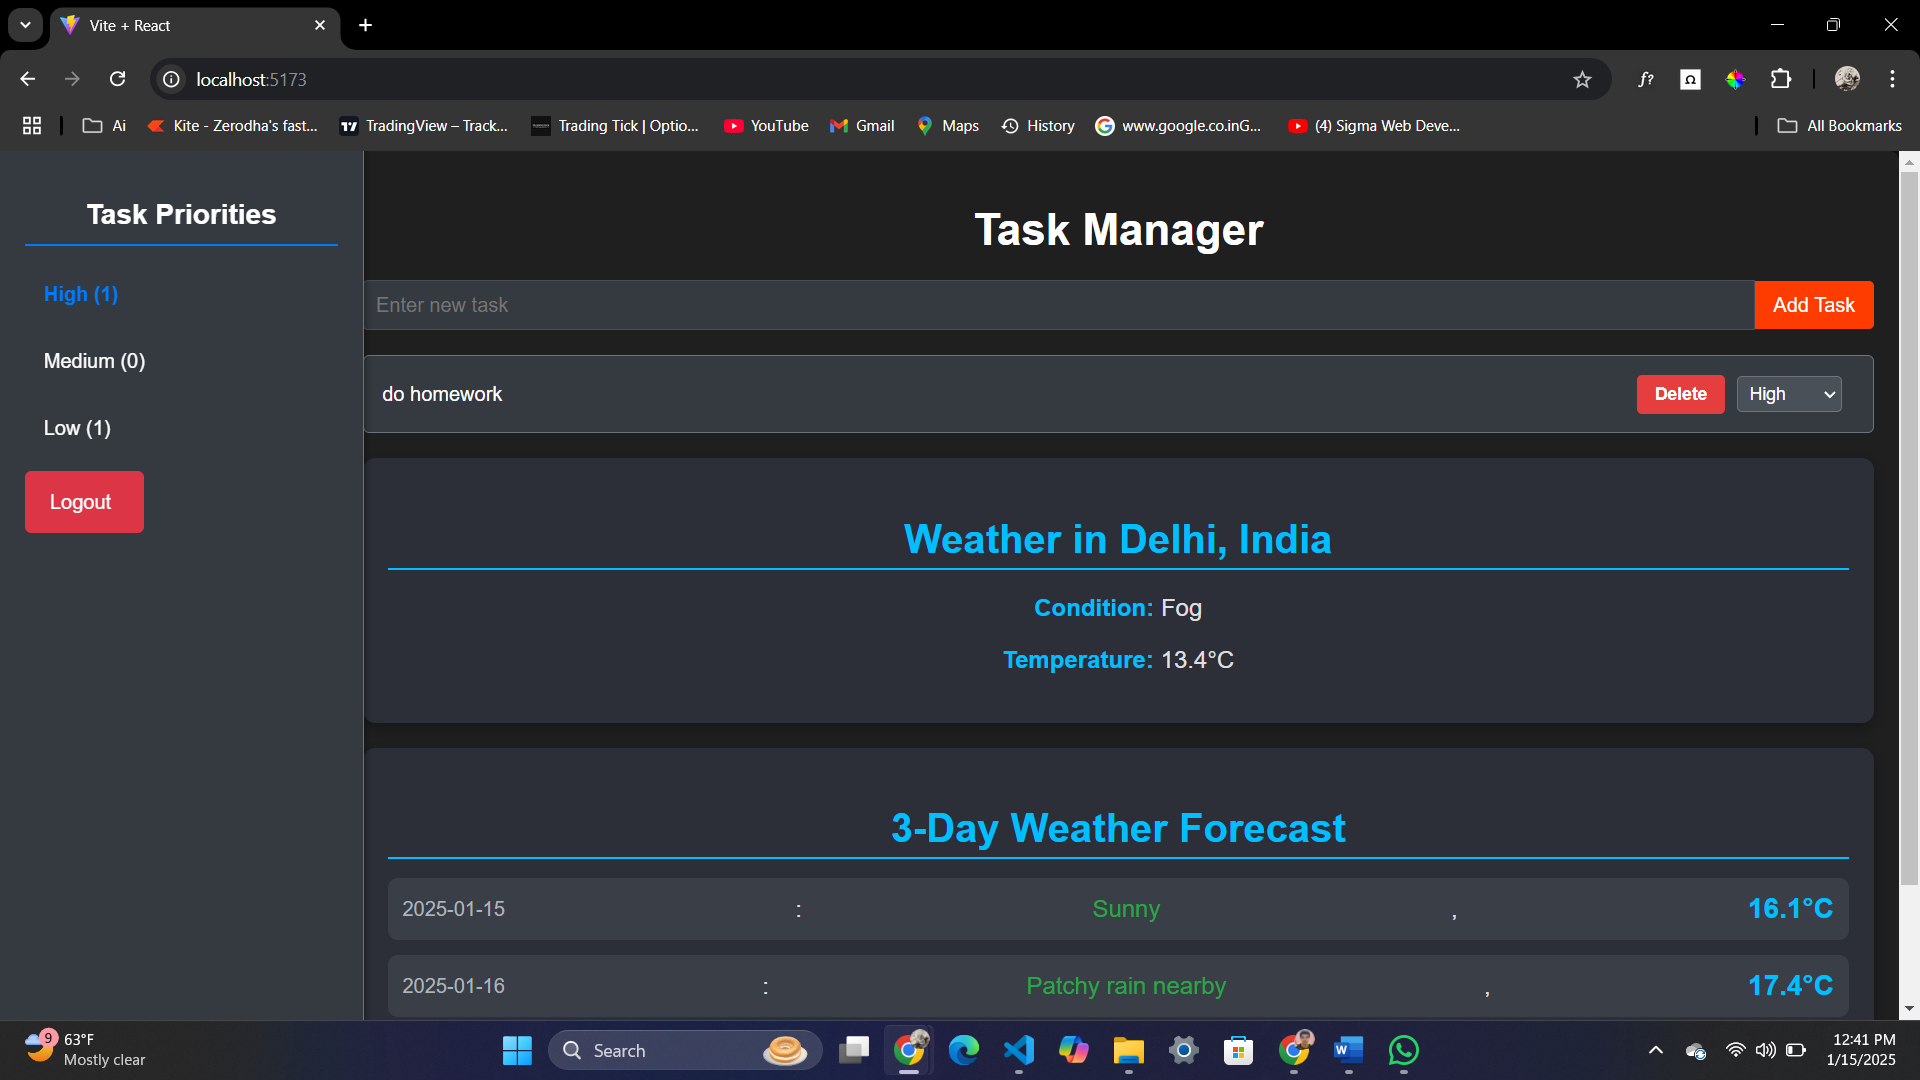 Vite + React
localhost:5173
f?
Ω
Ai
Kite - Zerodha's fast...
TradingView – Track...
Trading Tick | Optio...
YouTube
Gmail
Maps
History
www.google.co.inG...
(4) Sigma Web Deve...
All Bookmarks
Task Priorities
High (1)
Medium (0)
Low (1)
Logout
Task Manager
Enter new task
Add Task
do homework
Delete
High
Weather in Delhi, India
Condition: Fog
Temperature: 13.4°C
3-Day Weather Forecast
2025-01-15 : Sunny , 16.1°C
2025-01-16 : Patchy rain nearby , 17.4°C
9
63°F
Mostly clear
Search
W
12:41 PM
1/15/2025